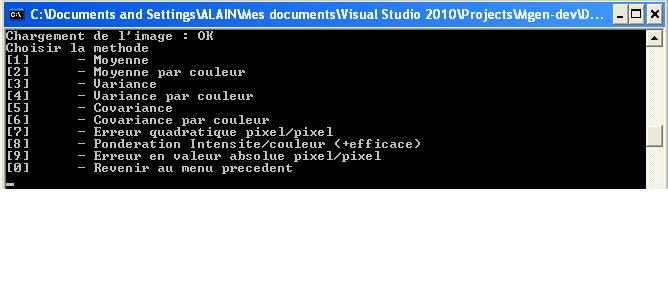 C:\Documents and Settings\ALAIN\Mes documents\Visual Studio 2010\Projects\Mgen-dev\D...
Chargement de l'image : OK
Choisir la methode
[1] - Moyenne
[2] - Moyenne par couleur
[3] - Variance
[4] - Variance par couleur
[5] - Covariance
[6] - Covariance par couleur
[7] - Erreur quadratique pixel/pixel
[8] - Ponderation Intensite/couleur (+efficace)
[9] - Erreur en valeur absolue pixel/pixel
[0] - Revenir au menu precedent